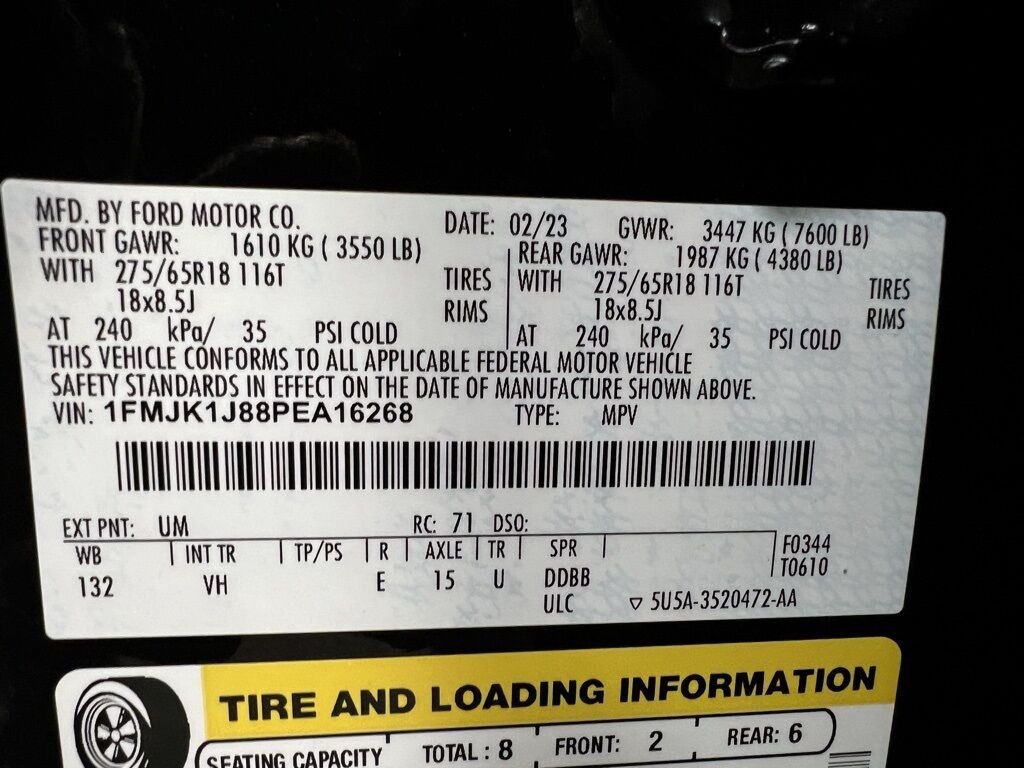 MFD. BY FORD MOTOR CO. DATE: 02/23 GVWR: 3447 KG ( 7600 LB)
FRONT GAWR: 1610 KG ( 3550 LB) REAR GAWR: 1987 KG ( 4380 LB)
WITH 275/65R18 116T TIRES WITH 275/65R18 116T TIRES
18x8.5J RIMS 18x8.5J RIMS
AT 240 kPa/ 35 PSI COLD AT 240 kPa/ 35 PSI COLD
THIS VEHICLE CONFORMS TO ALL APPLICABLE FEDERAL MOTOR VEHICLE
SAFETY STANDARDS IN EFFECT ON THE DATE OF MANUFACTURE SHOWN ABOVE.
VIN: 1FMJK1J88PEA16268 TYPE: MPV
EXT PNT: UM RC: 71 DSO:
WB INT TR TP/PS R AXLE TR SPR F0344
132 VH E 15 U DDBB T0610
ULC ▽ 5U5A-3520472-AA
TIRE AND LOADING INFORMATION
SEATING CAPACITY TOTAL : 8 FRONT: 2 REAR: 6